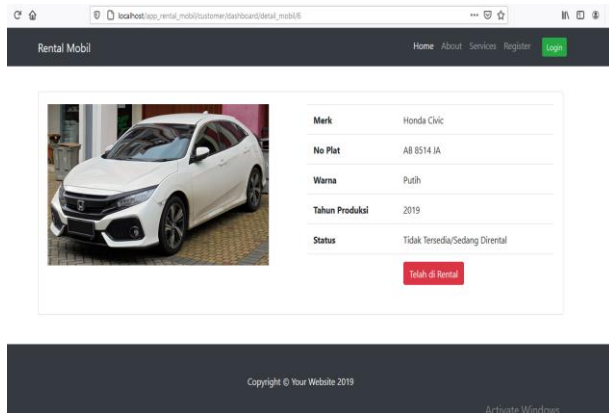 localhost/app_rental_mobil/customer/dashboard/detail_mobil/6
Rental Mobil
Home About Services Register Login
Merk Honda Civic
No Plat AB 8514 JA
Warna Putih
Tahun Produksi 2019
Status Tidak Tersedia/Sedang Dirental
Telah di Rental
Copyright © Your Website 2019
Activate Windows